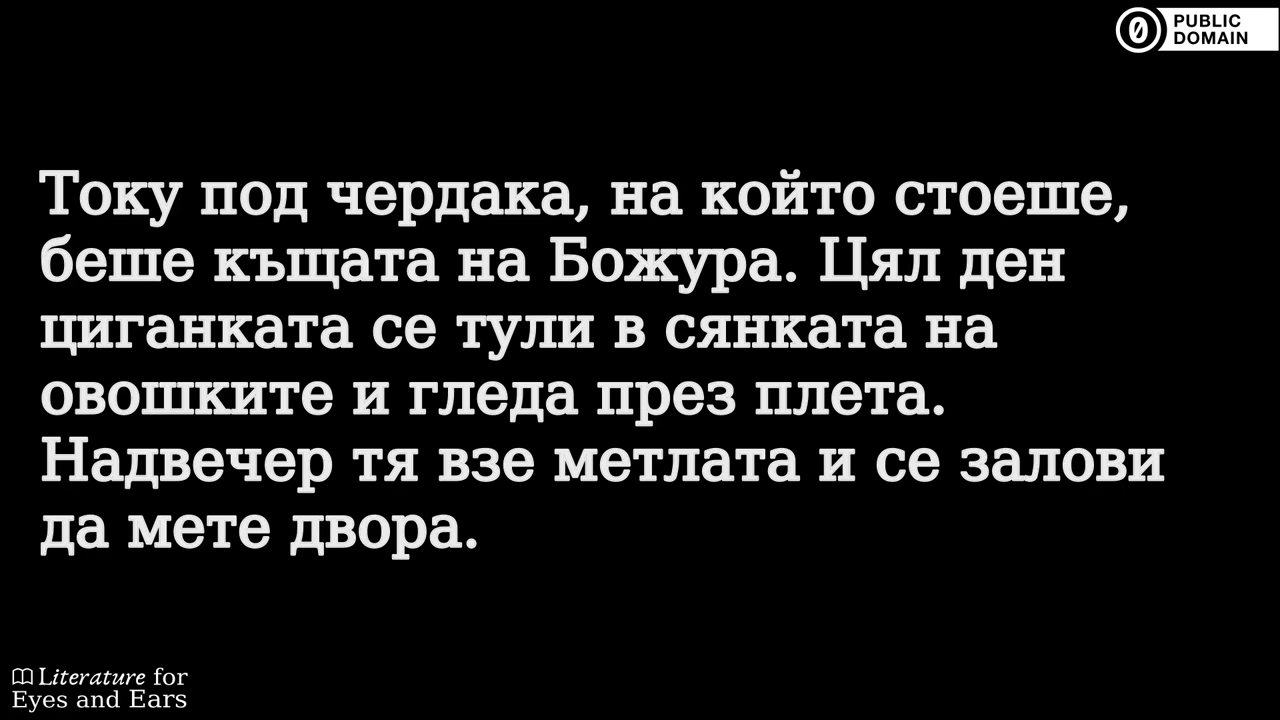 PUBLIC
DOMAIN
Току под чердака, на който стоеше,
беше къщата на Божура. Цял ден
циганката се тули в сянката на
овошките и гледа през плета.
Надвечер тя взе метлата и се залови
да мете двора.
Literature for
Eyes and Ears